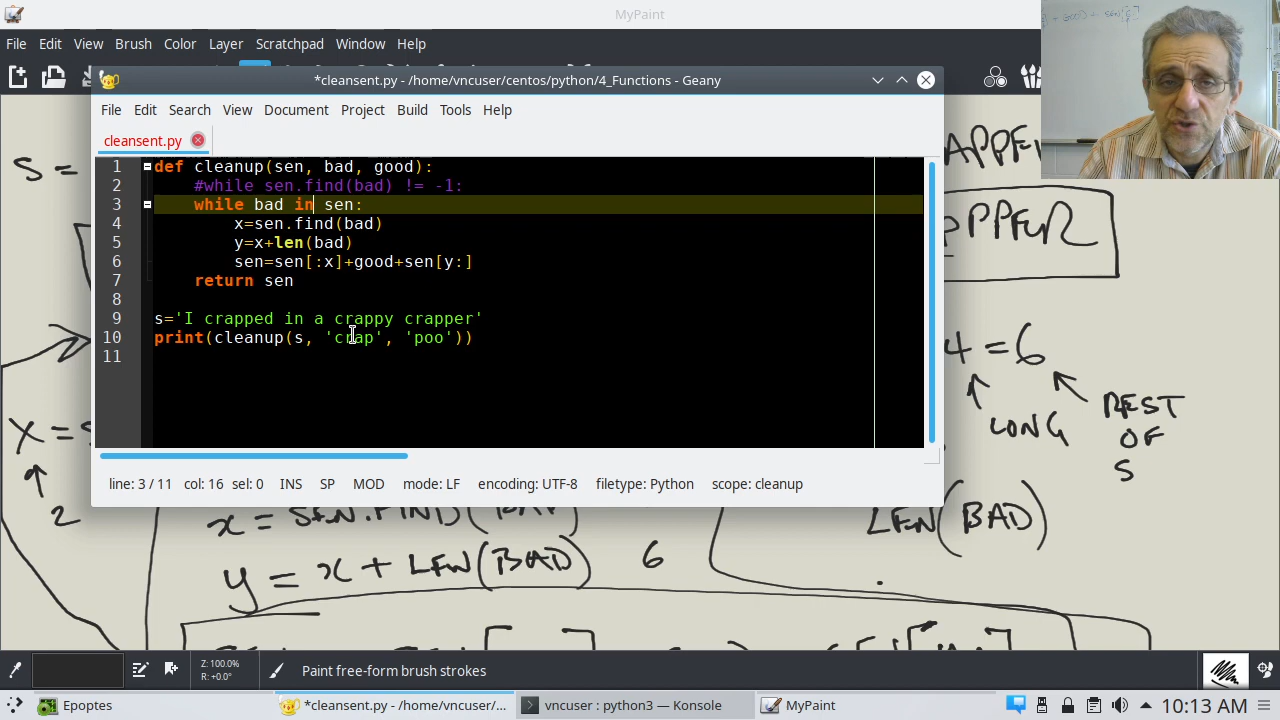 MyPaint
File Edit View Brush Color Layer Scratchpad Window Help
*cleansent.py - /home/vncuser/centos/python/4_Functions - Geany
File Edit Search View Document Project Build Tools Help
cleansent.py
1 def cleanup(sen, bad, good):
2 #while sen.find(bad) != -1:
3 while bad in sen:
4 x=sen.find(bad)
5 y=x+len(bad)
6 sen=sen[:x]+good+sen[y:]
7 return sen
8
9 s='I crapped in a crappy crapper'
10 print(cleanup(s, 'crap', 'poo'))
11
line: 3 / 11 col: 16 sel: 0 INS SP MOD mode: LF encoding: UTF-8 filetype: Python scope: cleanup
S =
4 = 6
LONG
REST
OF
S
X =
2
X = SEN.FIND(
LEN(BAD)
y = x + LEN(BAD) 6
Z: 100.0%
R: +0.0°
Paint free-form brush strokes
Epoptes
*cleansent.py - /home/vncuser/...
vncuser : python3 — Konsole
MyPaint
10:13 AM